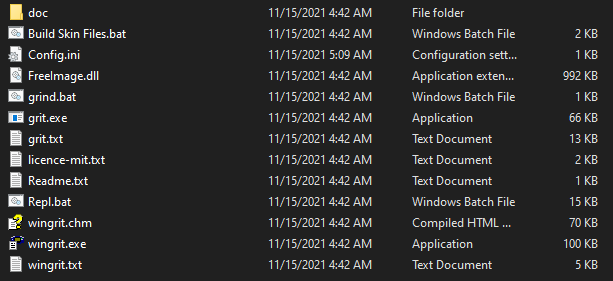 doc 11/15/2021 4:42 AM File folder
Build Skin Files.bat 11/15/2021 4:42 AM Windows Batch File 2 KB
Config.ini 11/15/2021 5:09 AM Configuration sett... 1 KB
FreeImage.dll 11/15/2021 4:42 AM Application exten... 992 KB
grind.bat 11/15/2021 4:42 AM Windows Batch File 1 KB
grit.exe 11/15/2021 4:42 AM Application 66 KB
grit.txt 11/15/2021 4:42 AM Text Document 13 KB
licence-mit.txt 11/15/2021 4:42 AM Text Document 2 KB
Readme.txt 11/15/2021 4:42 AM Text Document 1 KB
Repl.bat 11/15/2021 4:42 AM Windows Batch File 15 KB
wingrit.chm 11/15/2021 4:42 AM Compiled HTML ... 70 KB
wingrit.exe 11/15/2021 4:42 AM Application 100 KB
wingrit.txt 11/15/2021 4:42 AM Text Document 5 KB